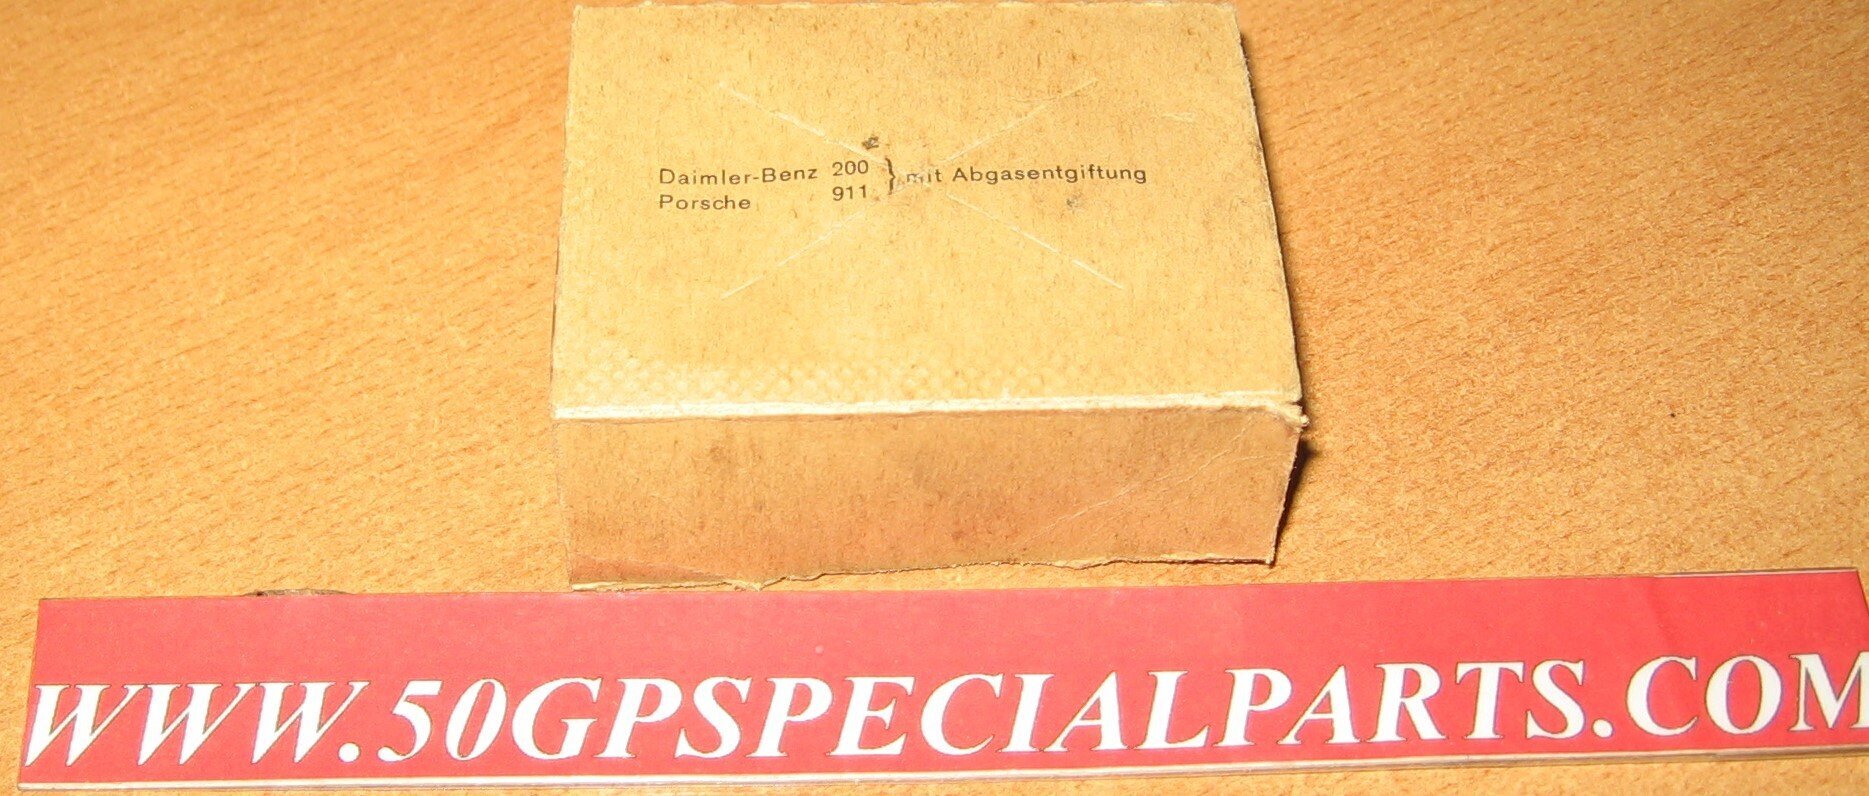 Daimler-Benz 200 } mit Abgasentgiftung
Porsche 911
WWW.50GPSPECIALPARTS.COM